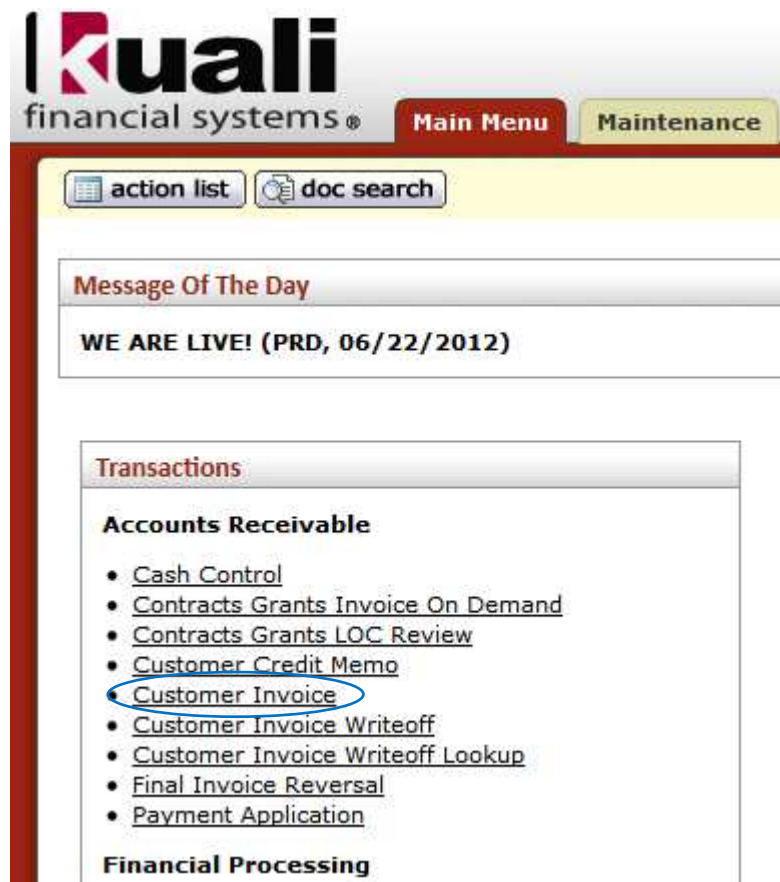 kuali
financial systems®
Main Menu
Maintenance
action list
doc search
Message Of The Day
WE ARE LIVE! (PRD, 06/22/2012)
Transactions
Accounts Receivable
• Cash Control
• Contracts Grants Invoice On Demand
• Contracts Grants LOC Review
• Customer Credit Memo
• Customer Invoice
• Customer Invoice Writeoff
• Customer Invoice Writeoff Lookup
• Final Invoice Reversal
• Payment Application
Financial Processing